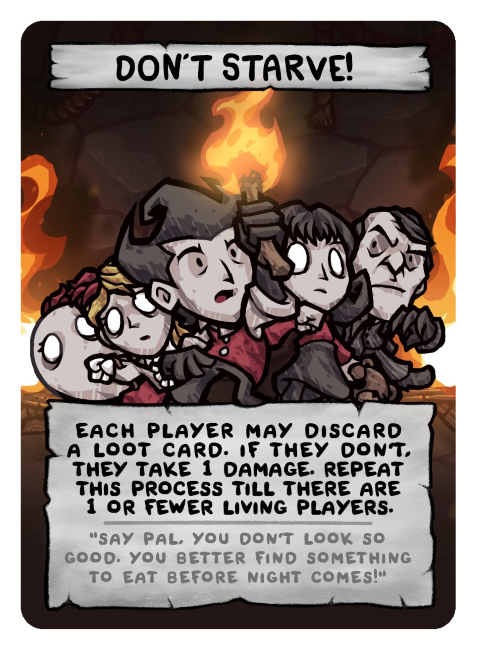 DON'T STARVE!
EACH PLAYER MAY DISCARD
A LOOT CARD. IF THEY DON'T,
THEY TAKE 1 DAMAGE. REPEAT
THIS PROCESS TILL THERE ARE
1 OR FEWER LIVING PLAYERS.
"SAY PAL, YOU DON'T LOOK SO
GOOD. YOU BETTER FIND SOMETHING
TO EAT BEFORE NIGHT COMES!"